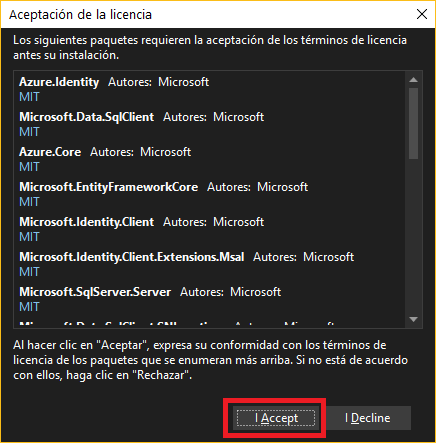 Aceptación de la licencia
Los siguientes paquetes requieren la aceptación de los términos de licencia
antes su instalación.
Azure.Identity Autores: Microsoft
MIT
Microsoft.Data.SqlClient Autores: Microsoft
MIT
Azure.Core Autores: Microsoft
MIT
Microsoft.EntityFrameworkCore Autores: Microsoft
MIT
Microsoft.Identity.Client Autores: Microsoft
MIT
Microsoft.Identity.Client.Extensions.Msal Autores: Microsoft
MIT
Microsoft.SqlServer.Server Autores: Microsoft
MIT
Al hacer clic en "Aceptar", expresa su conformidad con los términos de
licencia de los paquetes que se enumeran más arriba. Si no está de acuerdo
con ellos, haga clic en "Rechazar".
I Accept
I Decline